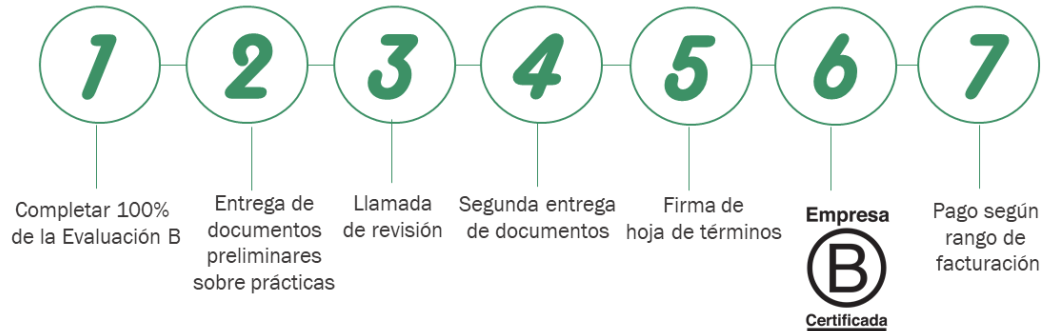 1 2 3 4 5 6 7
Completar 100%
de la Evaluación B
Entrega de
documentos
preliminares
sobre prácticas
Llamada
de revisión
Segunda entrega
de documentos
Firma de
hoja de términos
Empresa
B
Certificada
Pago según
rango de
facturación